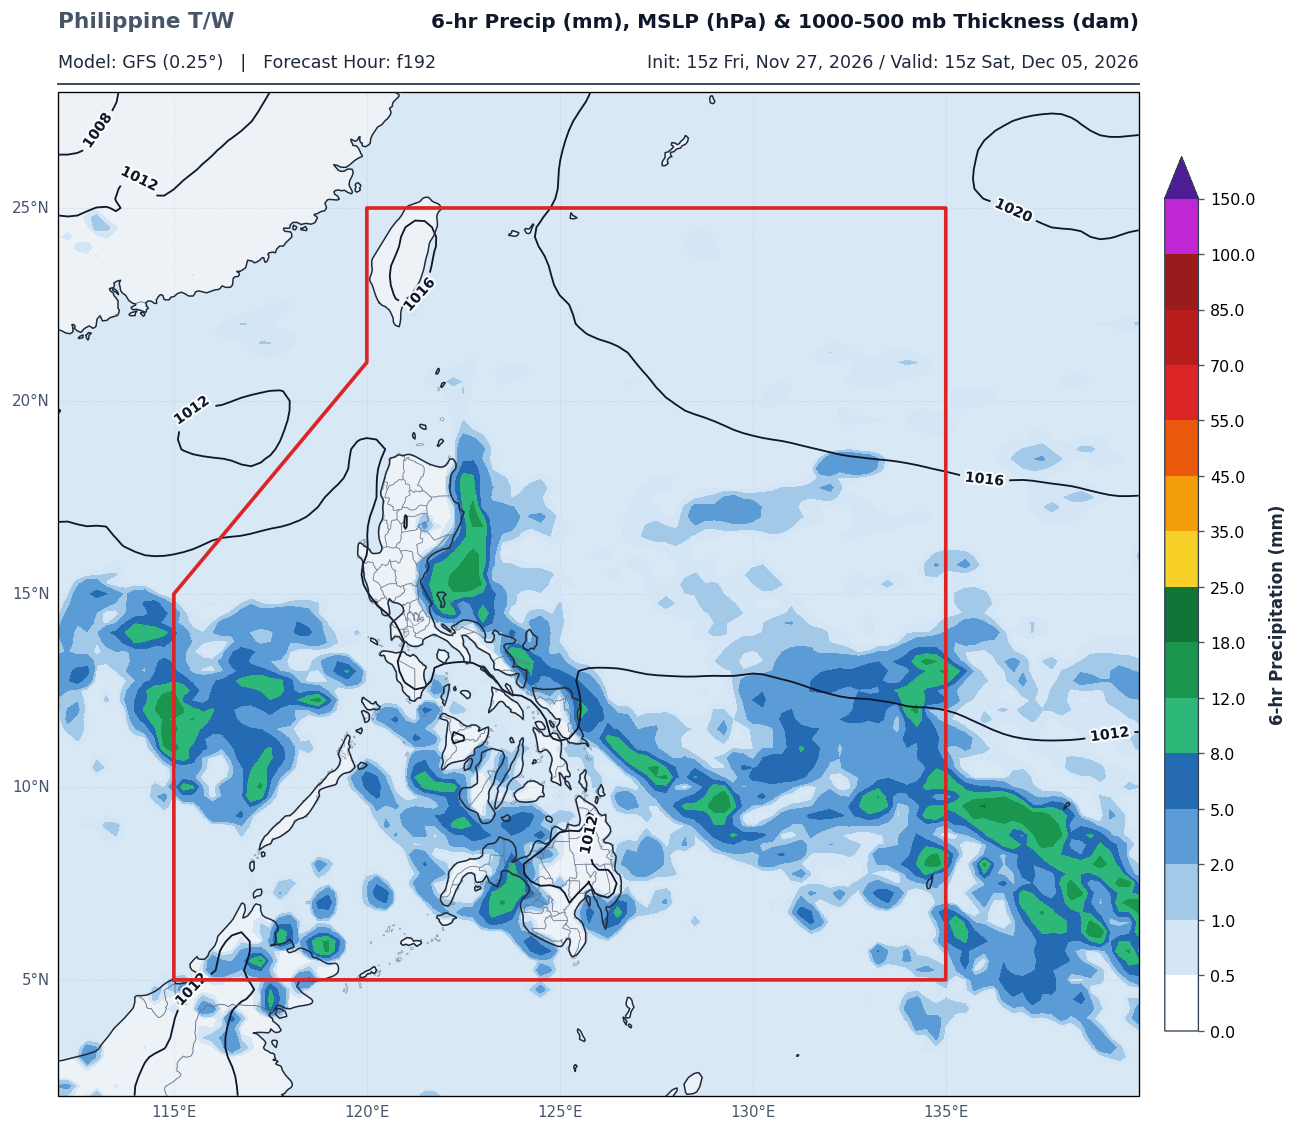 Philippine T/W
6-hr Precip (mm), MSLP (hPa) & 1000-500 mb Thickness (dam)
Model: GFS (0.25°) | Forecast Hour: f192
Init: 15z Fri, Nov 27, 2026 / Valid: 15z Sat, Dec 05, 2026
1008
1012
1020
1016
1012
1016
1012
1012
1012
25°N
20°N
15°N
10°N
5°N
115°E
120°E
125°E
130°E
135°E
150.0
100.0
85.0
70.0
55.0
45.0
35.0
25.0
18.0
12.0
8.0
5.0
2.0
1.0
0.5
0.0
6-hr Precipitation (mm)